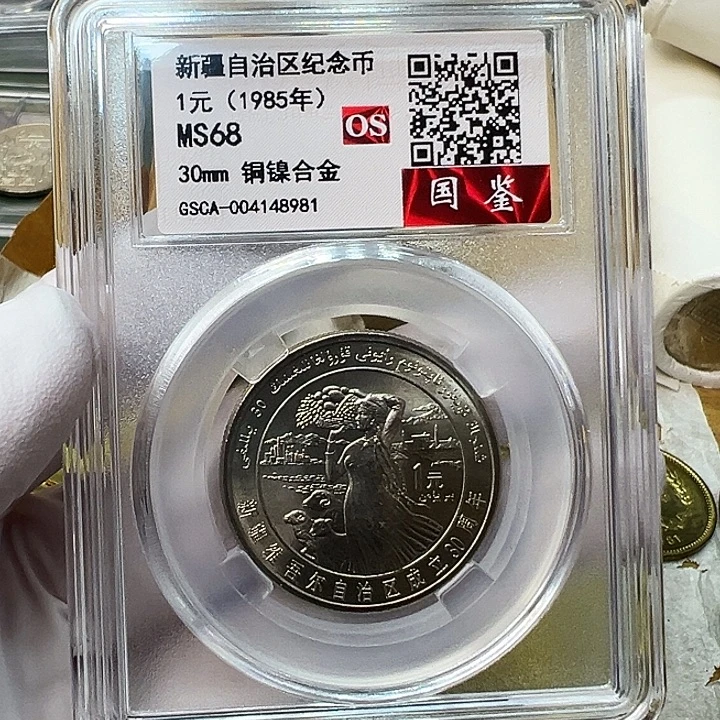 新疆自治区纪念币
1元（1985年）
MS68
OS
30mm 铜镍合金
GSCA-004148981
国鉴
30
1元
新疆维吾尔自治区成立30周年